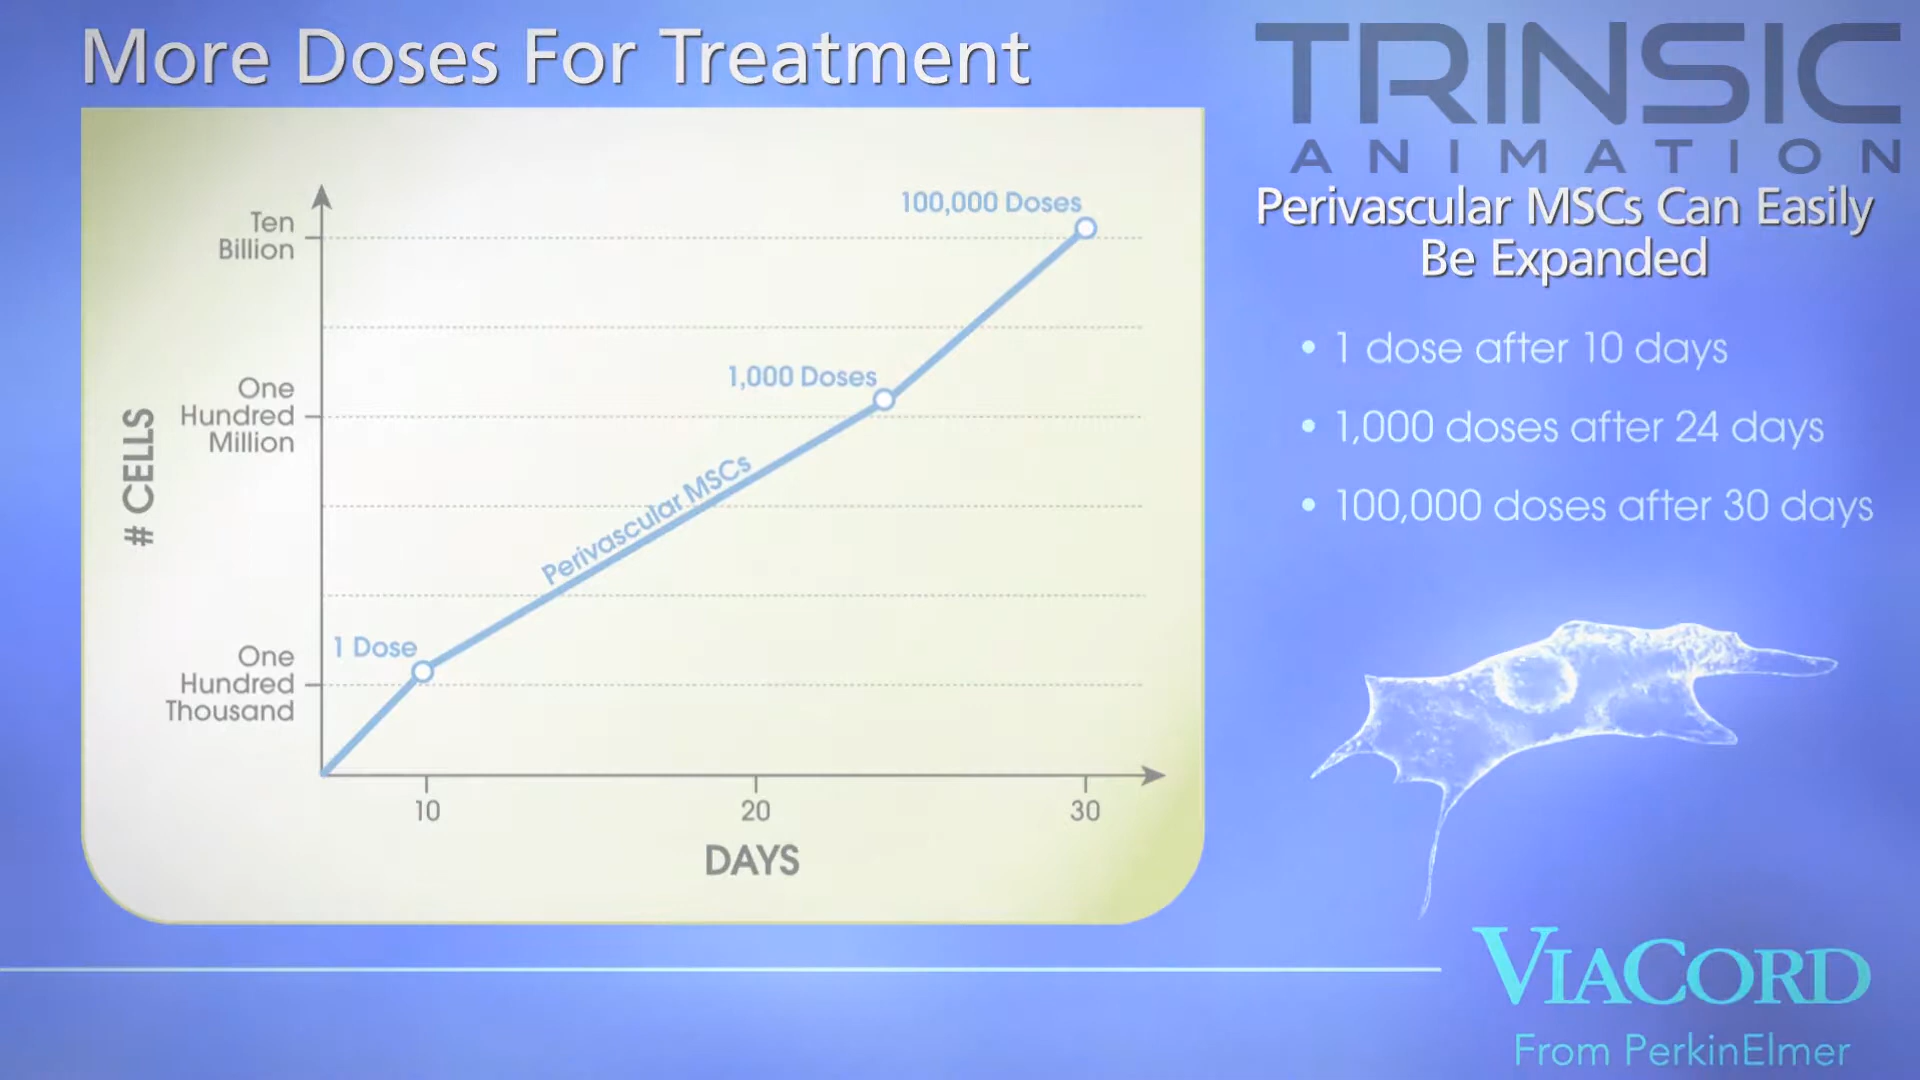 More Doses For Treatment
TRINSIC
ANIMATION
Perivascular MSCs Can Easily
Be Expanded
• 1 dose after 10 days
• 1,000 doses after 24 days
• 100,000 doses after 30 days
# CELLS
Ten
Billion
One
Hundred
Million
One
Hundred
Thousand
100,000 Doses
1,000 Doses
Perivascular MSCs
1 Dose
10
20
30
DAYS
VIACORD
From PerkinElmer